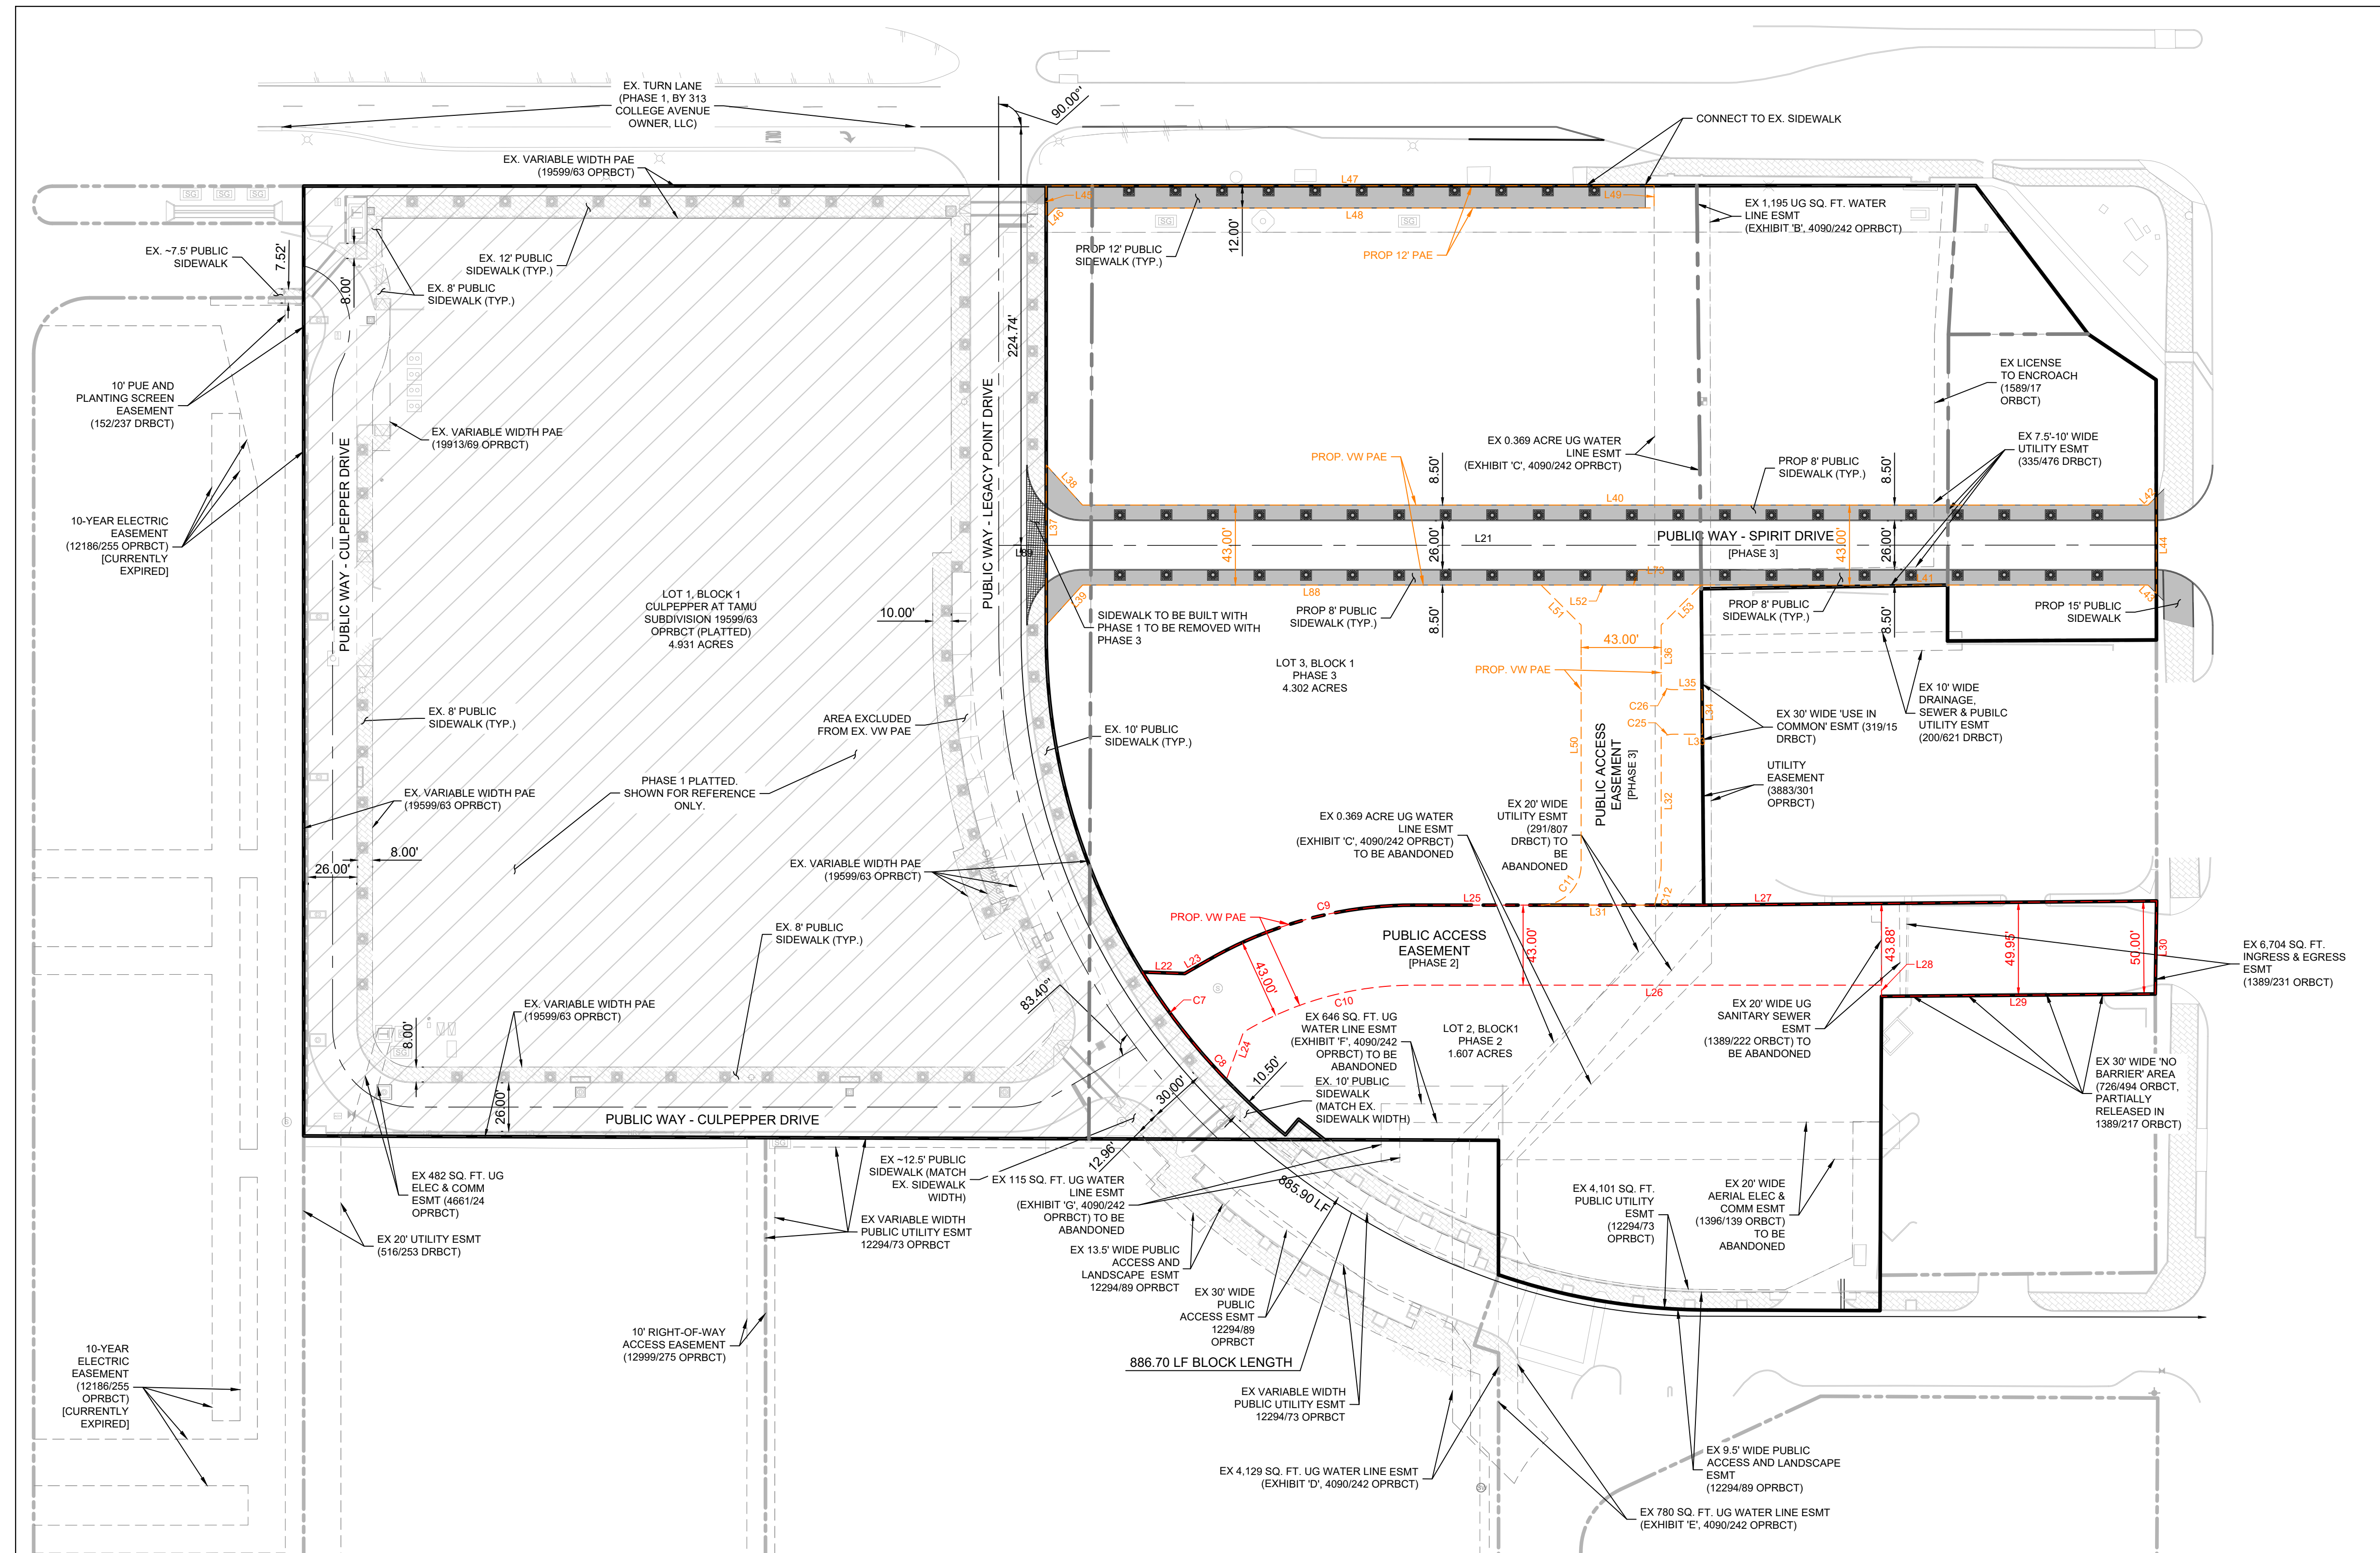 EX. TURN LANE
(PHASE 1, BY 313
COLLEGE AVENUE
OWNER, LLC)
90.00°
CONNECT TO EX. SIDEWALK
EX. VARIABLE WIDTH PAE
(19599/63 OPRBCT)
SG
SG
SG
L45
L46
L47
L48
L49
SG
SG
EX. ~7.5' PUBLIC
SIDEWALK
7.52'
8.00'
EX. 12' PUBLIC
SIDEWALK (TYP.)
EX. 8' PUBLIC
SIDEWALK (TYP.)
PROP 12' PUBLIC
SIDEWALK (TYP.)
12.00'
PROP 12' PAE
EX 1,195 UG SQ. FT. WATER
LINE ESMT
(EXHIBIT 'B', 4090/242 OPRBCT)
224.74'
10' PUE AND
PLANTING SCREEN
EASEMENT
(152/237 DRBCT)
EX. VARIABLE WIDTH PAE
(19913/69 OPRBCT)
PUBLIC WAY - CULPEPPER DRIVE
PUBLIC WAY - LEGACY POINT DRIVE
EX LICENSE
TO ENCROACH
(1589/17
ORBCT)
EX 7.5'-10' WIDE
UTILITY ESMT
(335/476 DRBCT)
10-YEAR ELECTRIC
EASEMENT
(12186/255 OPRBCT)
[CURRENTLY
EXPIRED]
PROP. VW PAE
EX 0.369 ACRE UG WATER
LINE ESMT
(EXHIBIT 'C', 4090/242 OPRBCT)
PROP 8' PUBLIC
SIDEWALK (TYP.)
8.50'
8.50'
L38
L37
L39
L89
L40
L42
L44
L43
L41
43.00'
26.00'
L21
PUBLIC WAY - SPIRIT DRIVE
[PHASE 3]
43.00'
26.00'
L88
L52
L51
L53
8.50'
8.50'
PROP 8' PUBLIC
SIDEWALK (TYP.)
PROP 8' PUBLIC
SIDEWALK (TYP.)
PROP 15' PUBLIC
SIDEWALK
LOT 1, BLOCK 1
CULPEPPER AT TAMU
SUBDIVISION 19599/63
OPRBCT (PLATTED)
4.931 ACRES
10.00'
SIDEWALK TO BE BUILT WITH
PHASE 1 TO BE REMOVED WITH
PHASE 3
LOT 3, BLOCK 1
PHASE 3
4.302 ACRES
43.00'
PROP. VW PAE
L36
L35
L34
L33
C26
C25
L50
L32
PUBLIC ACCESS
EASEMENT
[PHASE 3]
EX 10' WIDE
DRAINAGE,
SEWER & PUBILC
UTILITY ESMT
(200/621 DRBCT)
EX 30' WIDE 'USE IN
COMMON' ESMT (319/15
DRBCT)
UTILITY
EASEMENT
(3883/301
OPRBCT)
EX. 8' PUBLIC
SIDEWALK (TYP.)
AREA EXCLUDED
FROM EX. VW PAE
EX. 10' PUBLIC
SIDEWALK (TYP.)
PHASE 1 PLATTED.
SHOWN FOR REFERENCE
ONLY.
EX. VARIABLE WIDTH PAE
(19599/63 OPRBCT)
8.00'
26.00'
EX. VARIABLE WIDTH PAE
(19599/63 OPRBCT)
EX 0.369 ACRE UG WATER
LINE ESMT
(EXHIBIT 'C', 4090/242 OPRBCT)
TO BE ABANDONED
EX 20' WIDE
UTILITY ESMT
(291/807
DRBCT) TO
BE
ABANDONED
C11
C12
PROP. VW PAE
C9
L25
L31
L27
L22
L23
C7
43.00'
C10
C8
L24
PUBLIC ACCESS
EASEMENT
[PHASE 2]
43.00'
L26
43.88'
L28
49.95'
50.00'
L30
L29
EX 6,704 SQ. FT.
INGRESS & EGRESS
ESMT
(1389/231 ORBCT)
EX. 8' PUBLIC
SIDEWALK (TYP.)
EX. VARIABLE WIDTH PAE
(19599/63 OPRBCT)
8.00'
SG
26.00'
PUBLIC WAY - CULPEPPER DRIVE
83.40°
30.00'
10.50'
12.96'
EX 646 SQ. FT. UG
WATER LINE ESMT
(EXHIBIT 'F', 4090/242
OPRBCT) TO BE
ABANDONED
LOT 2, BLOCK1
PHASE 2
1.607 ACRES
EX 20' WIDE UG
SANITARY SEWER
ESMT
(1389/222 ORBCT) TO
BE ABANDONED
EX 30' WIDE 'NO
BARRIER' AREA
(726/494 ORBCT,
PARTIALLY
RELEASED IN
1389/217 ORBCT)
EX. 10' PUBLIC
SIDEWALK
(MATCH EX.
SIDEWALK WIDTH)
SG
EX ~12.5' PUBLIC
SIDEWALK (MATCH
EX. SIDEWALK
WIDTH)
EX 115 SQ. FT. UG WATER
LINE ESMT
(EXHIBIT 'G', 4090/242
OPRBCT) TO BE
ABANDONED
885.90 LF
EX 482 SQ. FT. UG
ELEC & COMM
ESMT (4661/24
OPRBCT)
EX 20' UTILITY ESMT
(516/253 DRBCT)
EX VARIABLE WIDTH
PUBLIC UTILITY ESMT
12294/73 OPRBCT
EX 13.5' WIDE PUBLIC
ACCESS AND
LANDSCAPE ESMT
12294/89 OPRBCT
EX 4,101 SQ. FT.
PUBLIC UTILITY
ESMT
(12294/73
OPRBCT)
EX 20' WIDE
AERIAL ELEC &
COMM ESMT
(1396/139 ORBCT)
TO BE
ABANDONED
EX 30' WIDE
PUBLIC
ACCESS ESMT
12294/89
OPRBCT
10' RIGHT-OF-WAY
ACCESS EASEMENT
(12999/275 OPRBCT)
886.70 LF BLOCK LENGTH
10-YEAR
ELECTRIC
EASEMENT
(12186/255
OPRBCT)
[CURRENTLY
EXPIRED]
EX VARIABLE WIDTH
PUBLIC UTILITY ESMT
12294/73 OPRBCT
EX 4,129 SQ. FT. UG WATER LINE ESMT
(EXHIBIT 'D', 4090/242 OPRBCT)
EX 9.5' WIDE PUBLIC
ACCESS AND LANDSCAPE
ESMT
(12294/89 OPRBCT)
EX 780 SQ. FT. UG WATER LINE ESMT
(EXHIBIT 'E', 4090/242 OPRBCT)